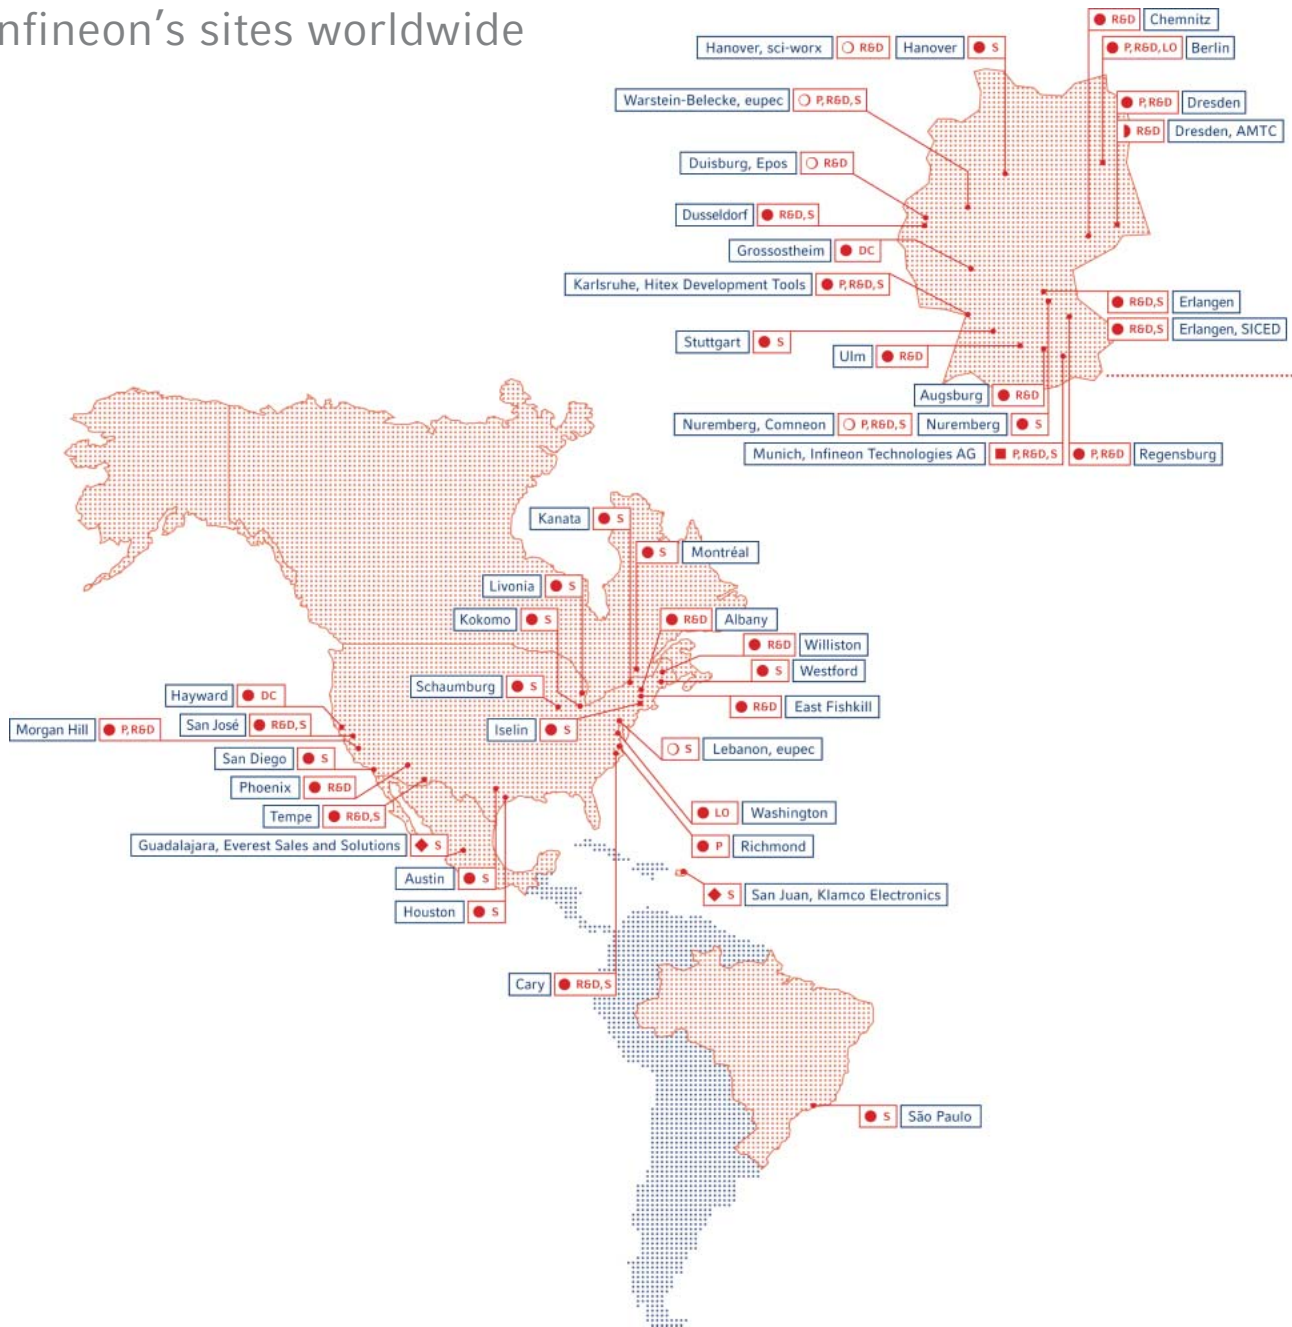 nfineon's sites worldwide
R&D Chemnitz
Hanover, sci-worx R&D Hanover S
P,R&D,LO Berlin
Warstein-Belecke, eupec P,R&D,S
P,R&D Dresden
R&D Dresden, AMTC
Duisburg, Epos R&D
Dusseldorf R&D,S
Grossostheim DC
Karlsruhe, Hitex Development Tools P,R&D,S
R&D,S Erlangen
R&D,S Erlangen, SICED
Stuttgart S
Ulm R&D
Augsburg R&D
Nuremberg, Comneon P,R&D,S Nuremberg S
Munich, Infineon Technologies AG P,R&D,S P,R&D Regensburg
Kanata S
S Montréal
Livonia S
Kokomo S
R&D Albany
R&D Williston
S Westford
Schaumburg S
Hayward DC
R&D East Fishkill
Morgan Hill P,R&D
San José R&D,S
Iselin S
S Lebanon, eupec
San Diego S
Phoenix R&D
Tempe R&D,S
LO Washington
Guadalajara, Everest Sales and Solutions S
P Richmond
Austin S
S San Juan, Klamco Electronics
Houston S
Cary R&D,S
S São Paulo